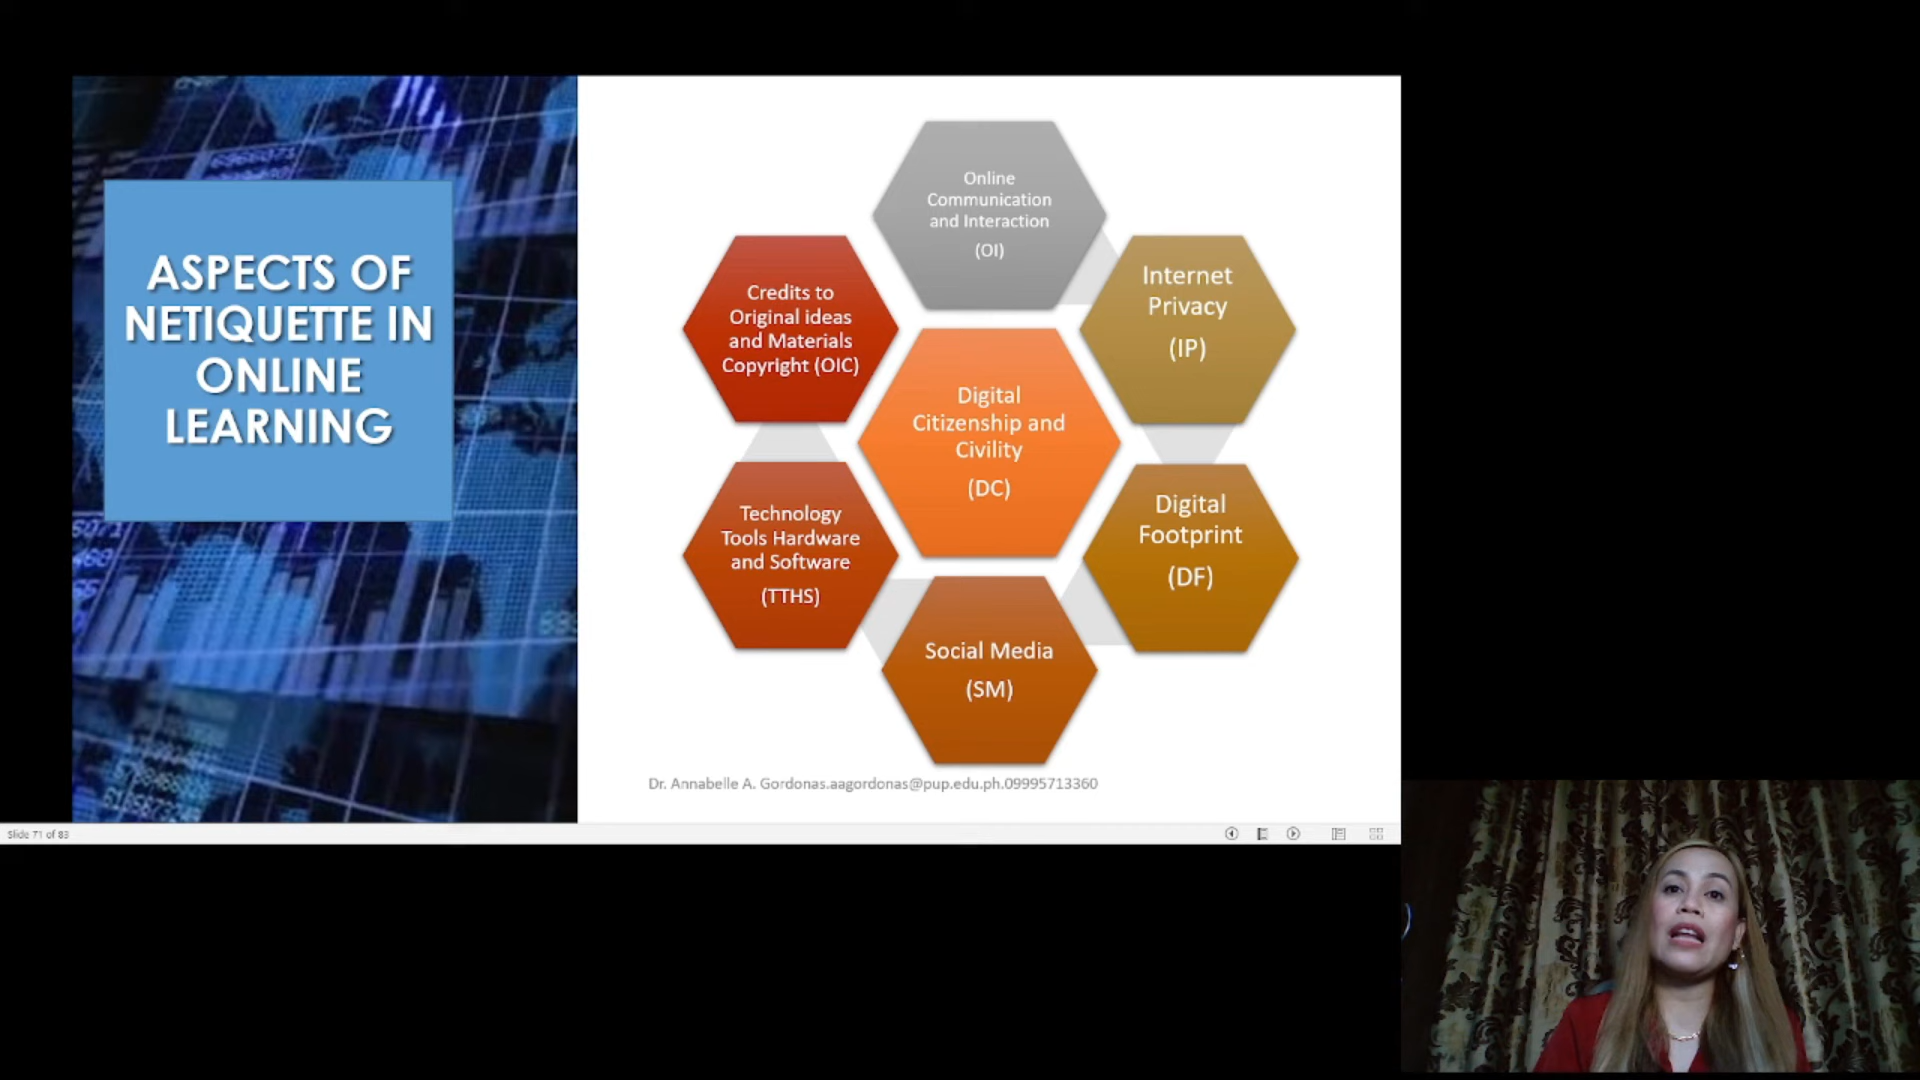 ASPECTS OF
NETIQUETTE IN
ONLINE
LEARNING
Online
Communication
and Interaction
(OI)
Internet
Privacy
(IP)
Digital
Footprint
(DF)
Social Media
(SM)
Technology
Tools Hardware
and Software
(TTHS)
Credits to
Original ideas
and Materials
Copyright (OIC)
Digital
Citizenship and
Civility
(DC)
Dr. Annabelle A. Gordonas.aagordonas@pup.edu.ph.09995713360
Slide 71 of 83